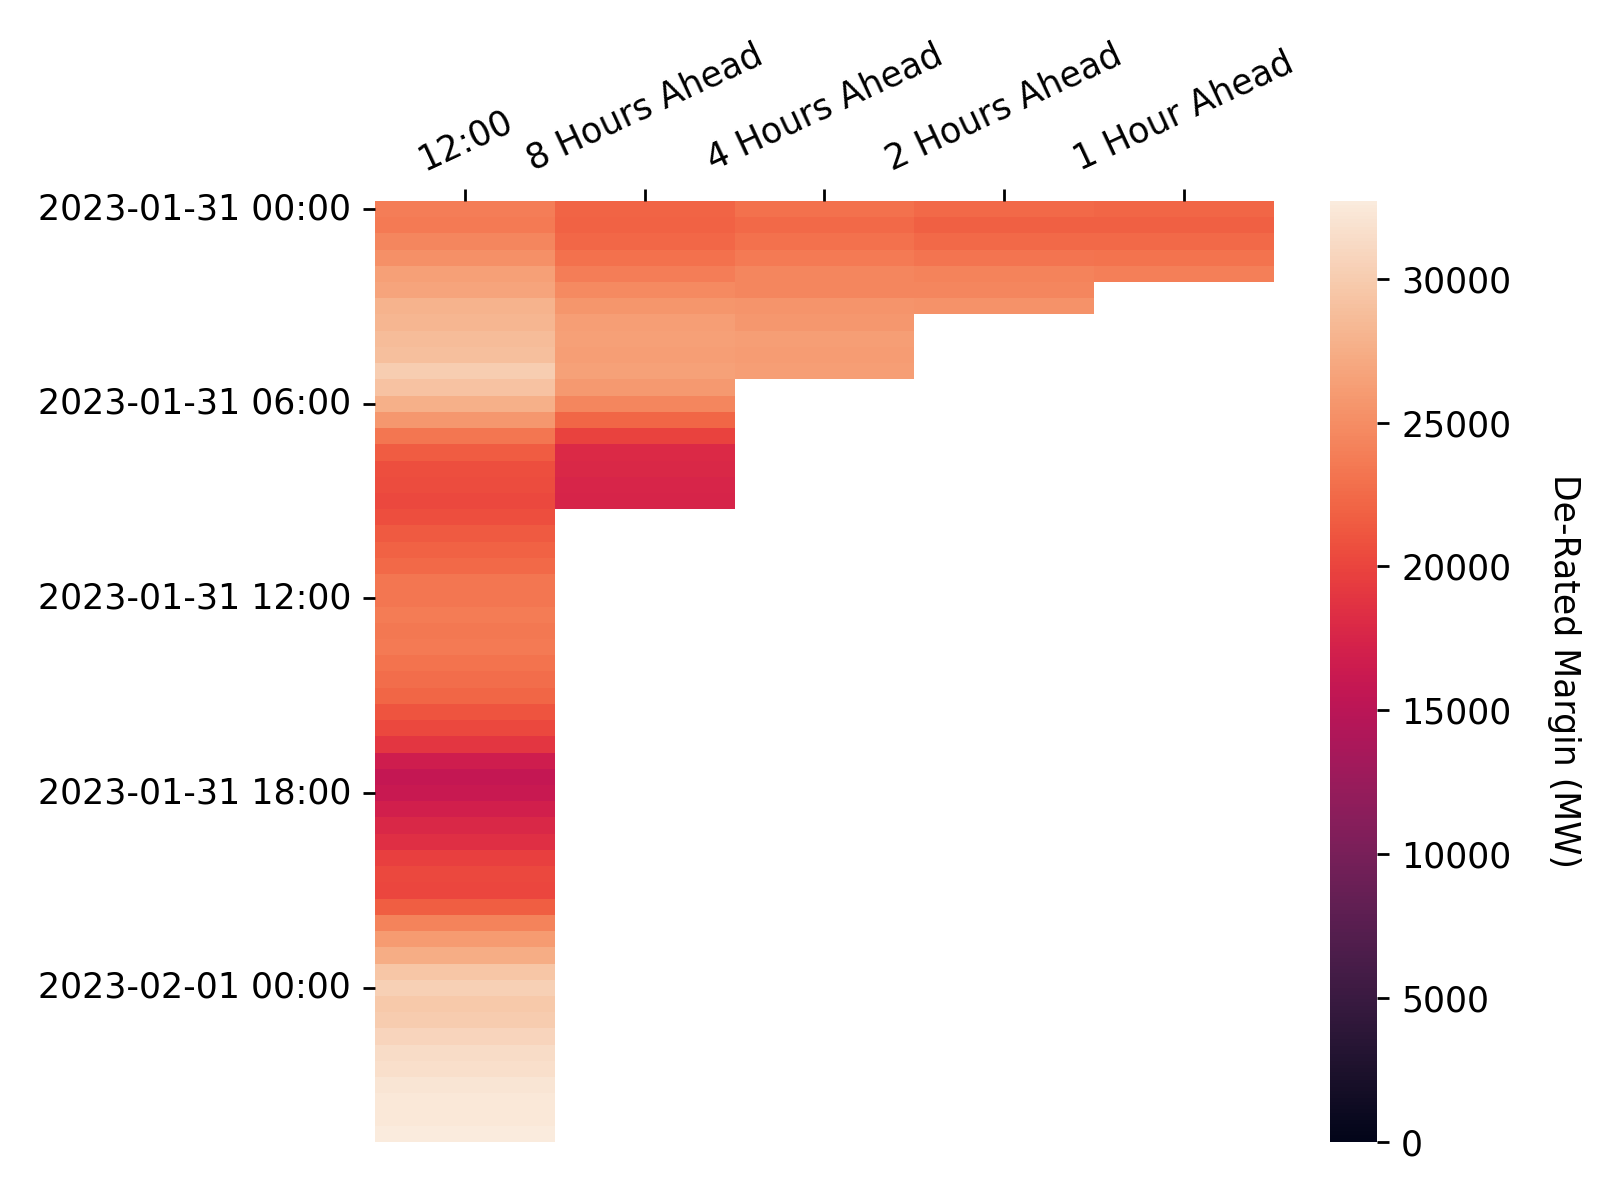 12:00
8 Hours Ahead
4 Hours Ahead
2 Hours Ahead
1 Hour Ahead
2023-01-31 00:00
2023-01-31 06:00
2023-01-31 12:00
2023-01-31 18:00
2023-02-01 00:00
30000
25000
20000
15000
10000
5000
0
De-Rated Margin (MW)